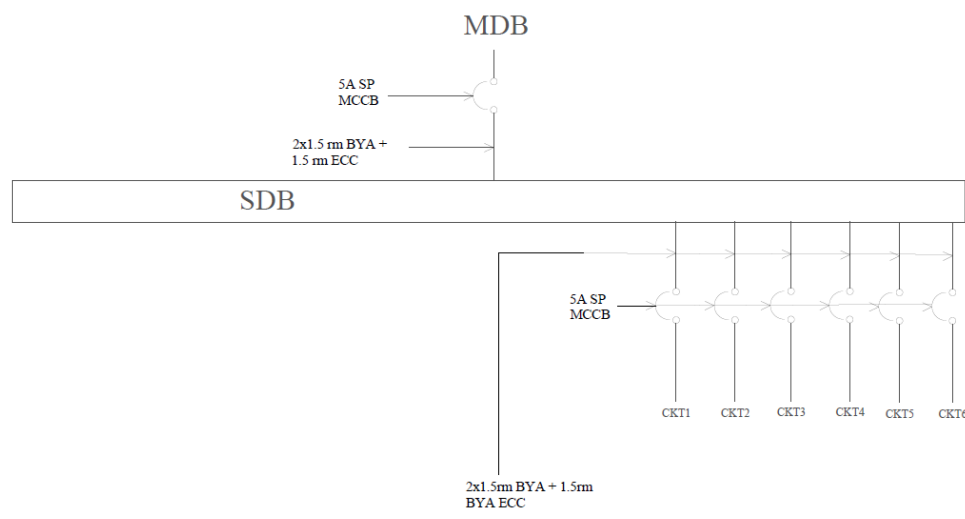 MDB
5A SP
MCCB
2x1.5 rm BYA +
1.5 rm ECC
SDB
5A SP
MCCB
CKT1 CKT2 CKT3 CKT4 CKT5 CKT6
2x1.5rm BYA + 1.5rm
BYA ECC